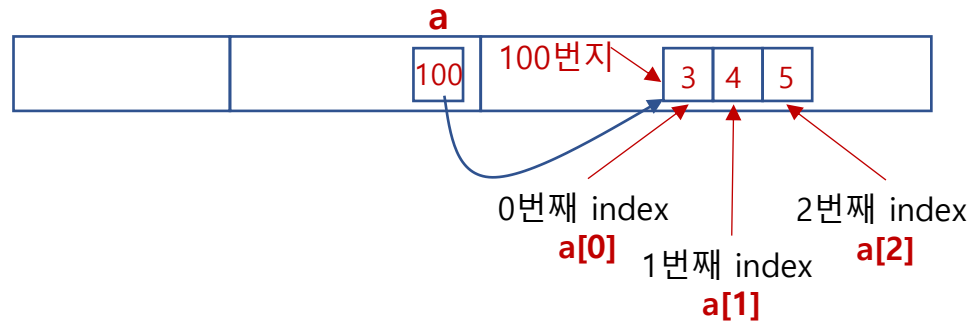 a
100
100번지
3 4 5
0번째 index
a[0]
1번째 index
a[1]
2번째 index
a[2]